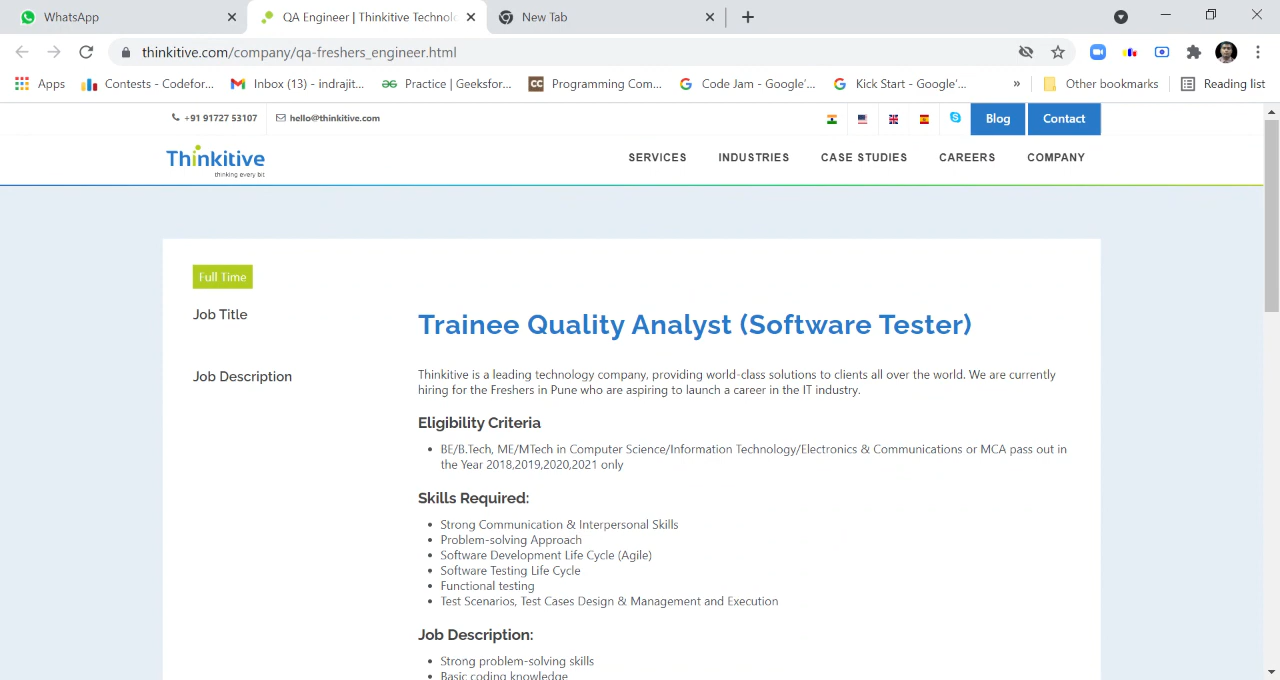 WhatsApp
QA Engineer | Thinkitive Technolo
New Tab
thinkitive.com/company/qa-freshers_engineer.html
Apps
Contests - Codefor...
Inbox (13) - indrajit...
Practice | Geeksfor...
CC
Programming Com...
Code Jam - Google'...
Kick Start - Google'...
»
Other bookmarks
Reading list
+91 91727 53107
hello@thinkitive.com
Blog
Contact
Thinkitive
thinking every bit
SERVICES
INDUSTRIES
CASE STUDIES
CAREERS
COMPANY
Full Time
Job Title
Trainee Quality Analyst (Software Tester)
Job Description
Thinkitive is a leading technology company, providing world-class solutions to clients all over the world. We are currently
hiring for the Freshers in Pune who are aspiring to launch a career in the IT industry.
Eligibility Criteria
• BE/B.Tech, ME/MTech in Computer Science/Information Technology/Electronics & Communications or MCA pass out in
the Year 2018,2019,2020,2021 only
Skills Required:
• Strong Communication & Interpersonal Skills
• Problem-solving Approach
• Software Development Life Cycle (Agile)
• Software Testing Life Cycle
• Functional testing
• Test Scenarios, Test Cases Design & Management and Execution
Job Description:
• Strong problem-solving skills
• Basic coding knowledge